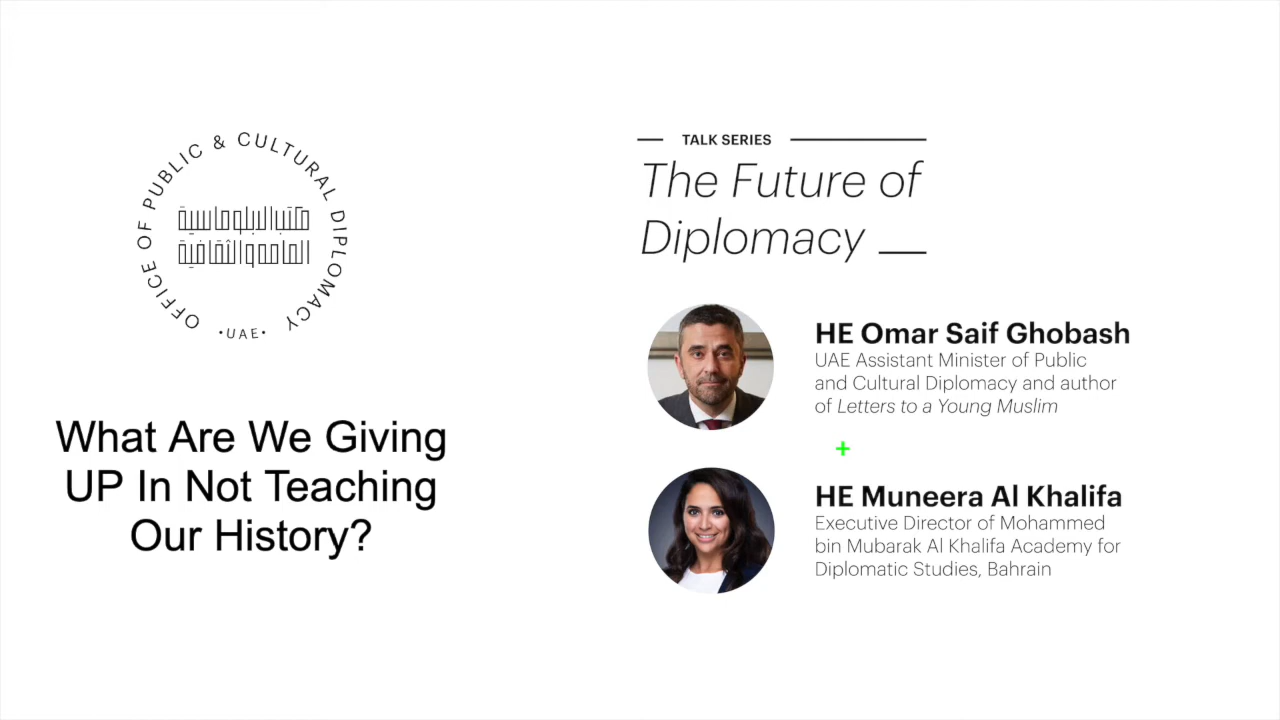 OFFICE OF PUBLIC & CULTURAL DIPLOMACY
مكتب الدبلوماسية
العامة والثقافية
•UAE•
What Are We Giving
UP In Not Teaching
Our History?
TALK SERIES
The Future of
Diplomacy
HE Omar Saif Ghobash
UAE Assistant Minister of Public
and Cultural Diplomacy and author
of Letters to a Young Muslim
+
HE Muneera Al Khalifa
Executive Director of Mohammed
bin Mubarak Al Khalifa Academy for
Diplomatic Studies, Bahrain